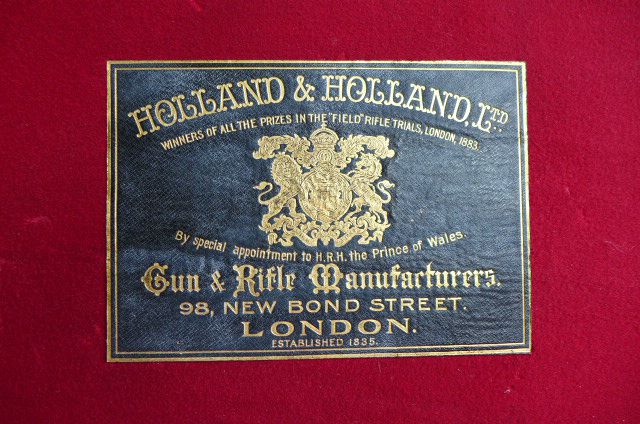 HOLLAND & HOLLAND, LTD.
WINNERS OF ALL THE PRIZES IN THE "FIELD" RIFLE TRIALS, LONDON, 1883.
By special appointment to H.R.H. the Prince of Wales.
Gun & Rifle Manufacturers.
98, NEW BOND STREET.
LONDON.
ESTABLISHED 1835.